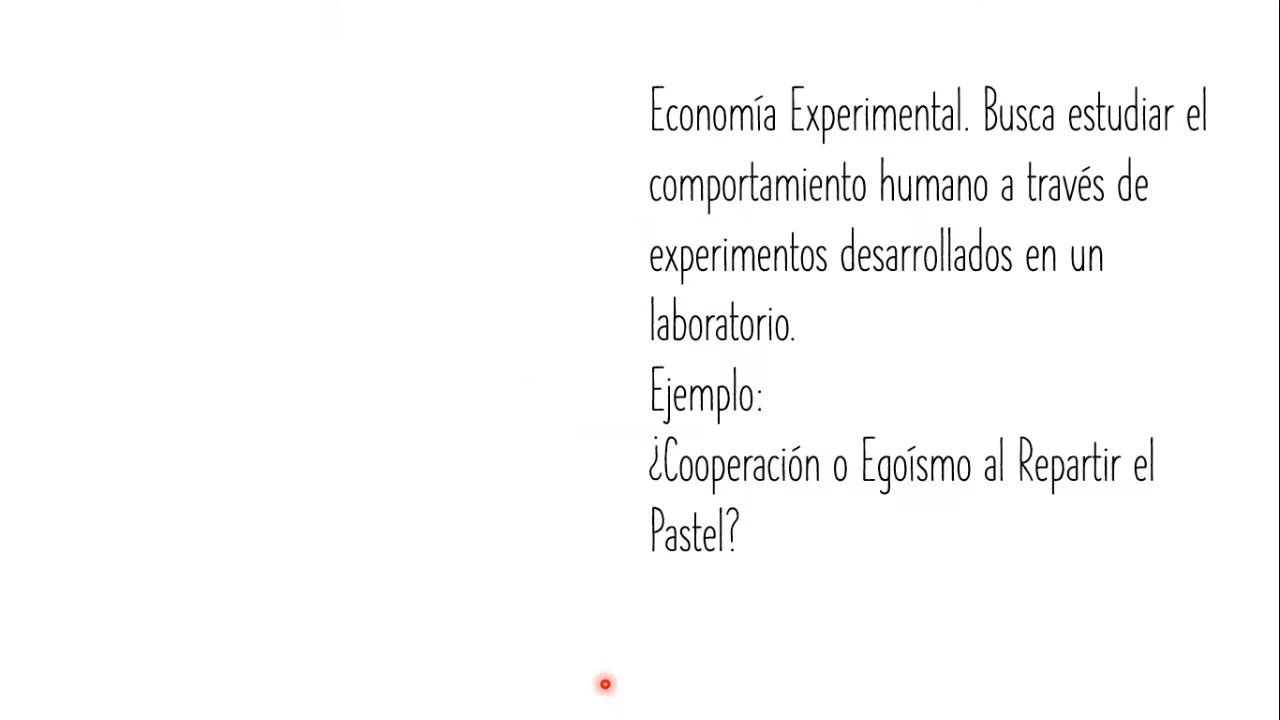 Economía Experimental. Busca estudiar el
comportamiento humano a través de
experimentos desarrollados en un
laboratorio.
Ejemplo:
¿Cooperación o Egoísmo al Repartir el
Pastel?